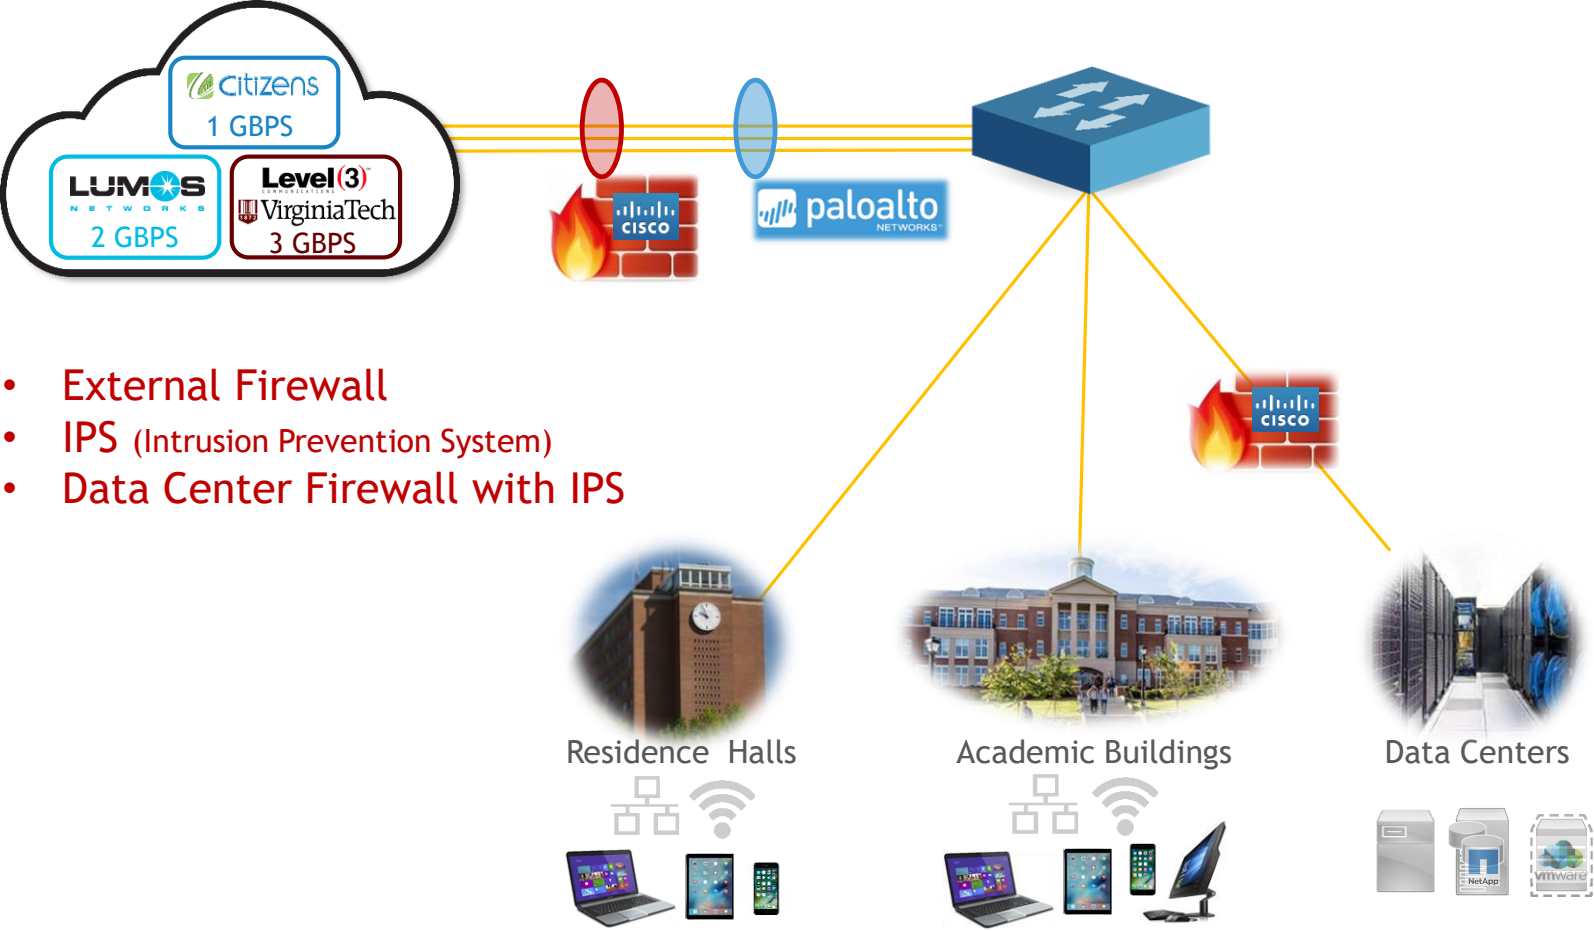 citizens
1 GBPS
LUMOS
NETWORKS
2 GBPS
Level(3)
COMMUNICATIONS
1872
VirginiaTech
3 GBPS
CISCO
paloalto
NETWORKS
• External Firewall
• IPS (Intrusion Prevention System)
• Data Center Firewall with IPS
CISCO
Residence Halls
Academic Buildings
Data Centers
NetApp
vmware